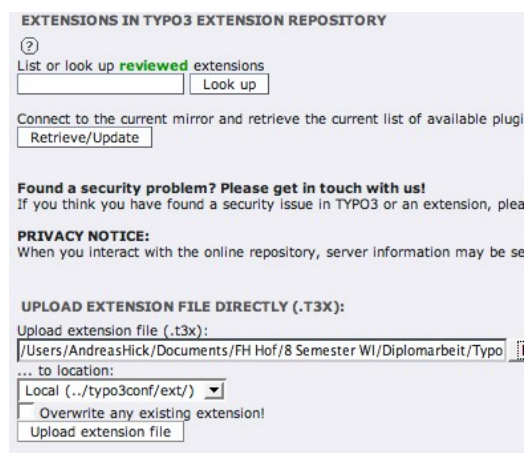 EXTENSIONS IN TYPO3 EXTENSION REPOSITORY
?
List or look up reviewed extensions
Look up
Connect to the current mirror and retrieve the current list of available plugi
Retrieve/Update
Found a security problem? Please get in touch with us!
If you think you have found a security issue in TYPO3 or an extension, plea
PRIVACY NOTICE:
When you interact with the online repository, server information may be se
UPLOAD EXTENSION FILE DIRECTLY (.T3X):
Upload extension file (.t3x):
/Users/AndreasHick/Documents/FH Hof/8 Semester WI/Diplomarbeit/Typo
... to location:
Local (../typo3conf/ext/)
Overwrite any existing extension!
Upload extension file